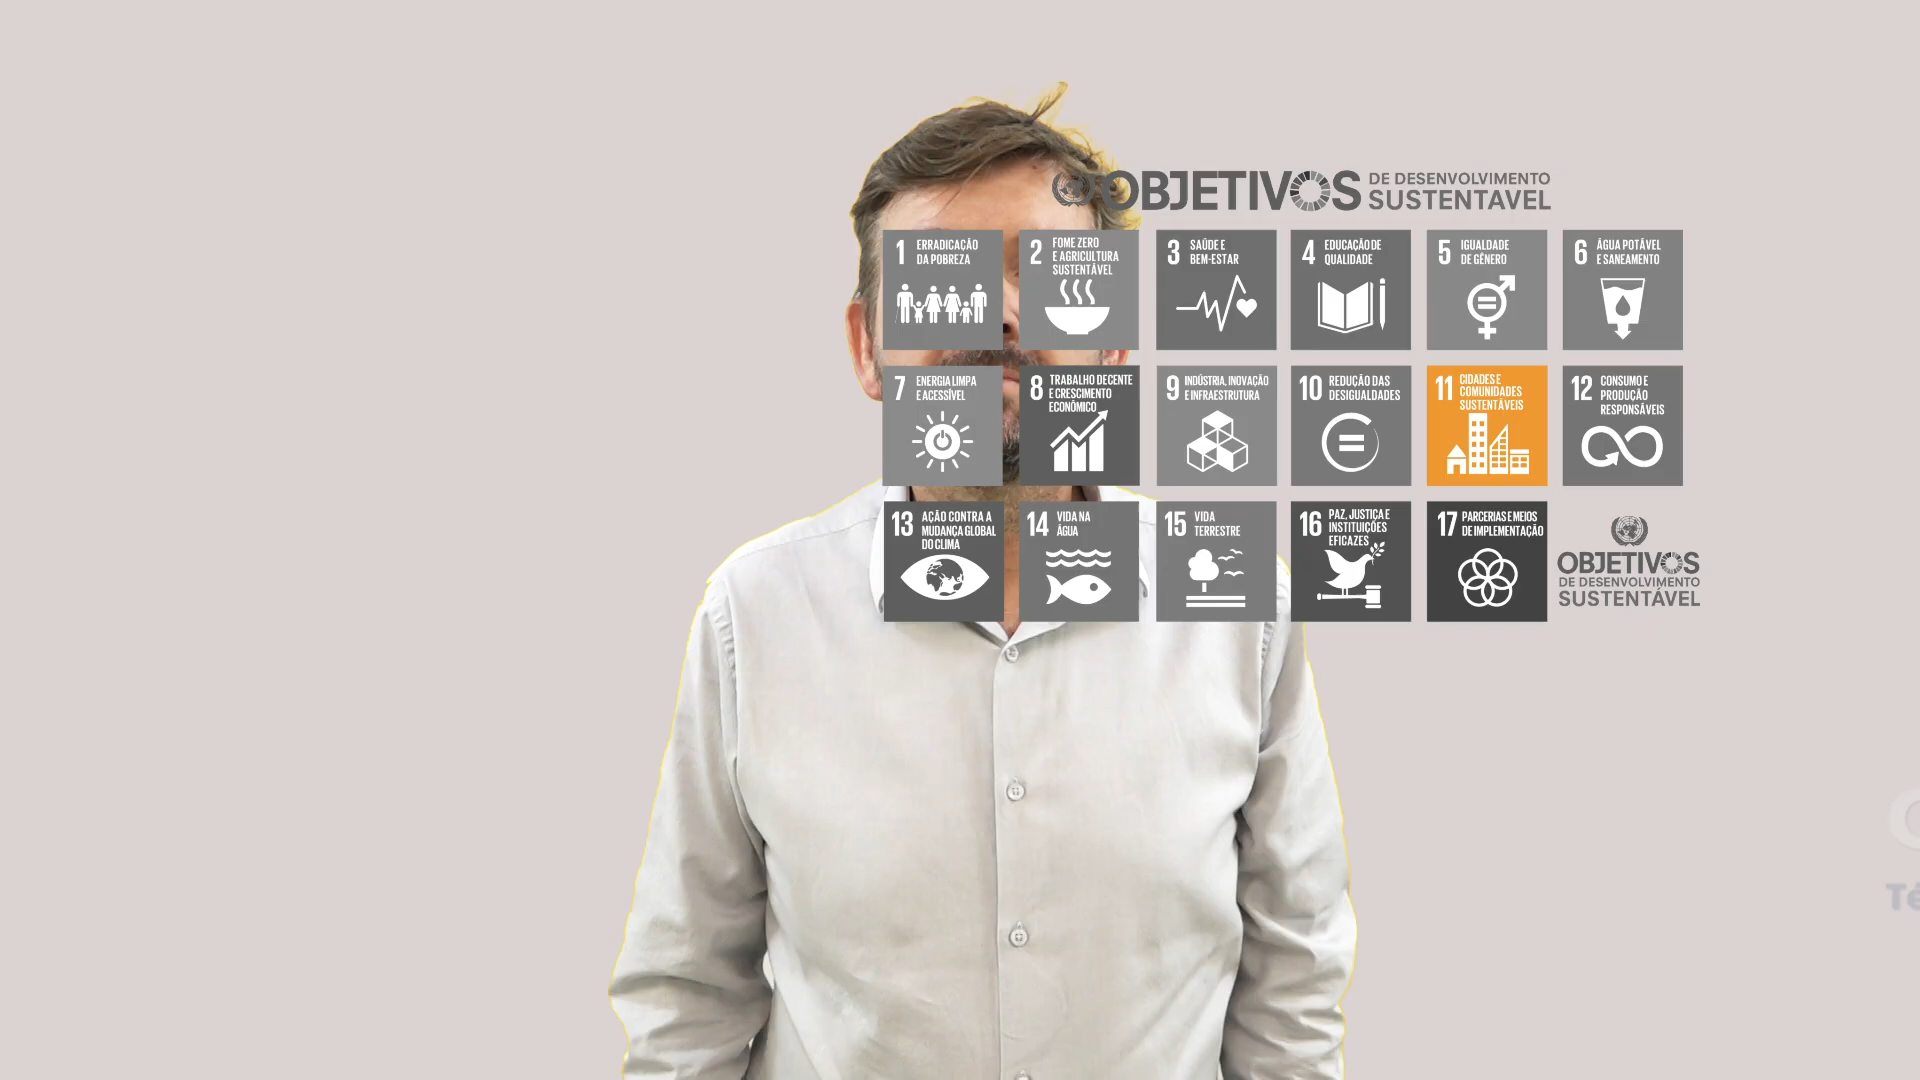 OBJETIVOS DE DESENVOLVIMENTO
SUSTENTAVEL
1 ERRADICAÇÃO
DA POBREZA
2 FOME ZERO
E AGRICULTURA
SUSTENTÁVEL
3 SAÚDE E
BEM-ESTAR
4 EDUCAÇÃO DE
QUALIDADE
5 IGUALDADE
DE GÊNERO
6 ÁGUA POTÁVEL
E SANEAMENTO
7 ENERGIA LIMPA
E ACESSÍVEL
8 TRABALHO DECENTE
E CRESCIMENTO
ECONÔMICO
9 INDÚSTRIA, INOVAÇÃO
E INFRAESTRUTURA
10 REDUÇÃO DAS
DESIGUALDADES
11 CIDADES E
COMUNIDADES
SUSTENTÁVEIS
12 CONSUMO E
PRODUÇÃO
RESPONSÁVEIS
13 AÇÃO CONTRA A
MUDANÇA GLOBAL
DO CLIMA
14 VIDA NA
ÁGUA
15 VIDA
TERRESTRE
16 PAZ, JUSTIÇA E
INSTITUIÇÕES
EFICAZES
17 PARCERIAS E MEIOS
DE IMPLEMENTAÇÃO
OBJETIVOS
DE DESENVOLVIMENTO
SUSTENTÁVEL